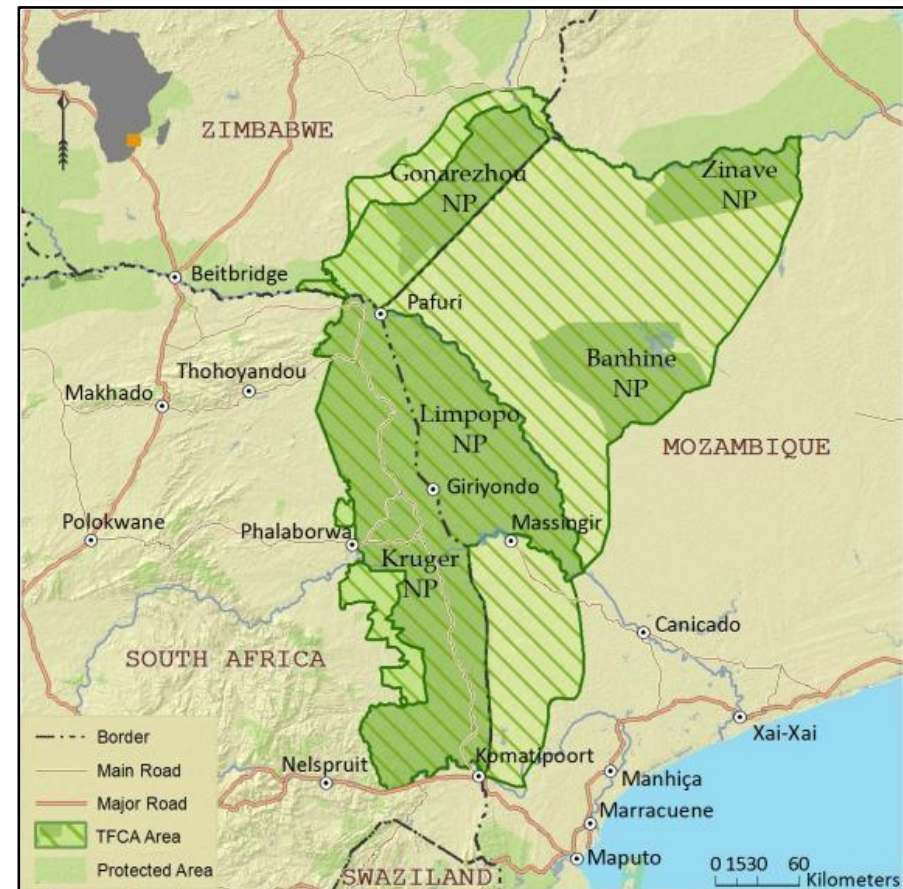 ZIMBABWE
Gonarezhou
NP
Zinave
NP
Beitbridge
Pafuri
Banhine
NP
Thohoyandou
Makhado
Limpopo
NP
MOZAMBIQUE
Giriyondo
Polokwane
Phalaborwa
Massingir
Kruger
NP
Canicado
SOUTH AFRICA
Xai-Xai
Border
Main Road
Major Road
TFCA Area
Protected Area
Nelspruit
Komatipoort
Manhiça
Marracuene
Maputo
SWAZILAND
0 1530 60
Kilometers